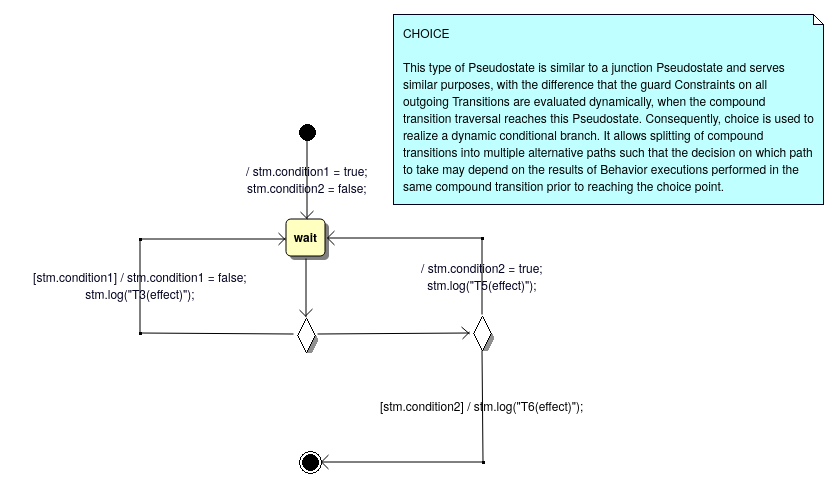 CHOICE
This type of Pseudostate is similar to a junction Pseudostate and serves
similar purposes, with the difference that the guard Constraints on all
outgoing Transitions are evaluated dynamically, when the compound
transition traversal reaches this Pseudostate. Consequently, choice is used to
realize a dynamic conditional branch. It allows splitting of compound
transitions into multiple alternative paths such that the decision on which path
to take may depend on the results of Behavior executions performed in the
same compound transition prior to reaching the choice point.
/ stm.condition1 = true;
stm.condition2 = false;
wait
[stm.condition1] / stm.condition1 = false;
stm.log("T3(effect)");
/ stm.condition2 = true;
stm.log("T5(effect)");
[stm.condition2] / stm.log("T6(effect)");